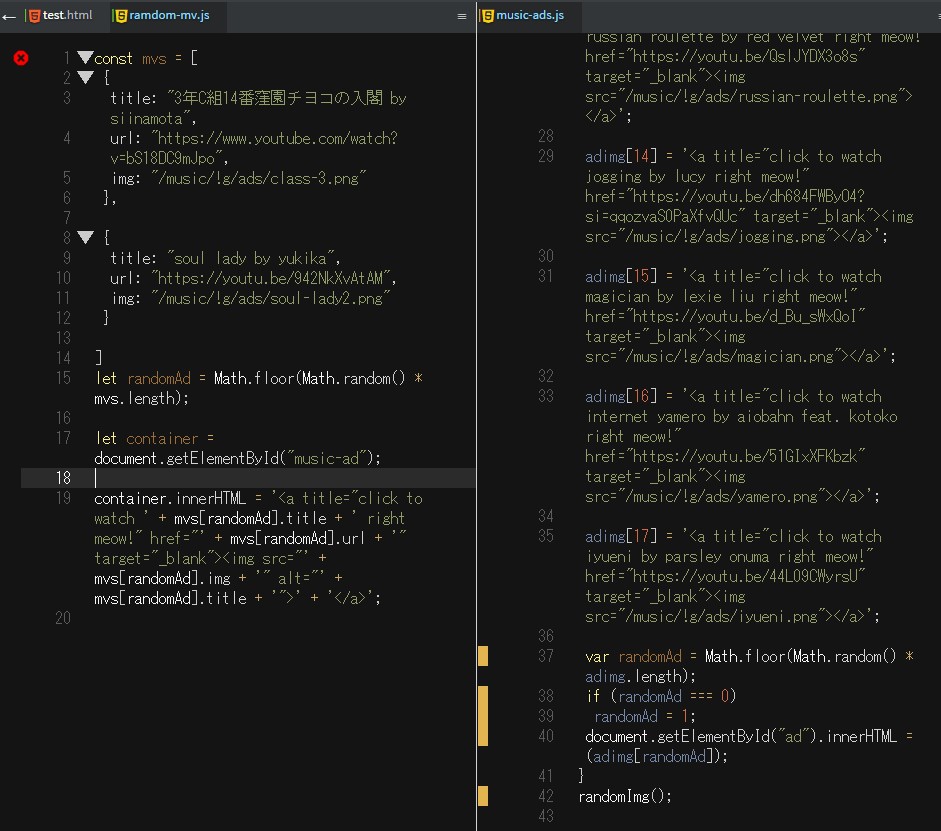 test.html
ramdom-mv.js
1 const mvs = [
2 {
3 title: "3年C組14番窪園チヨコの入閣 by
siinamota",
4 url: "https://www.youtube.com/watch?
v=bS18DC9mJpo",
5 img: "/music/!g/ads/class-3.png"
6 },
7
8 {
9 title: "soul lady by yukika",
10 url: "https://youtu.be/942NkXvAtAM",
11 img: "/music/!g/ads/soul-lady2.png"
12 }
13
14 ]
15 let randomAd = Math.floor(Math.random() *
mvs.length);
16
17 let container =
document.getElementById("music-ad");
18
19 container.innerHTML = '<a title="click to
watch ' + mvs[randomAd].title + ' right
meow!" href="' + mvs[randomAd].url + '"
target="_blank"><img src="' +
mvs[randomAd].img + '" alt="' +
mvs[randomAd].title + '">' + '</a>';
20
music-ads.js
russian roulette by red velvet right meow!"
href="https://youtu.be/QslJYDX3o8s"
target="_blank"><img
src="/music/!g/ads/russian-roulette.png">
</a>';
28
29 adimg[14] = '<a title="click to watch
jogging by lucy right meow!"
href="https://youtu.be/dh684FWByO4?
si=qqozvaS0PaXfvQUc" target="_blank"><img
src="/music/!g/ads/jogging.png"></a>';
30
31 adimg[15] = '<a title="click to watch
magician by lexie liu right meow!"
href="https://youtu.be/d_Bu_sWxQoI"
target="_blank"><img
src="/music/!g/ads/magician.png"></a>';
32
33 adimg[16] = '<a title="click to watch
internet yamero by aiobahn feat. kotoko
right meow!"
href="https://youtu.be/51GIxXFKbzk"
target="_blank"><img
src="/music/!g/ads/yamero.png"></a>';
34
35 adimg[17] = '<a title="click to watch
iyueni by parsley onuma right meow!"
href="https://youtu.be/44L09CWyrsU"
target="_blank"><img
src="/music/!g/ads/iyueni.png"></a>';
36
37 var randomAd = Math.floor(Math.random() *
adimg.length);
38 if (randomAd === 0)
39 randomAd = 1;
40 document.getElementById("ad").innerHTML =
(adimg[randomAd]);
41 }
42 randomImg();
43